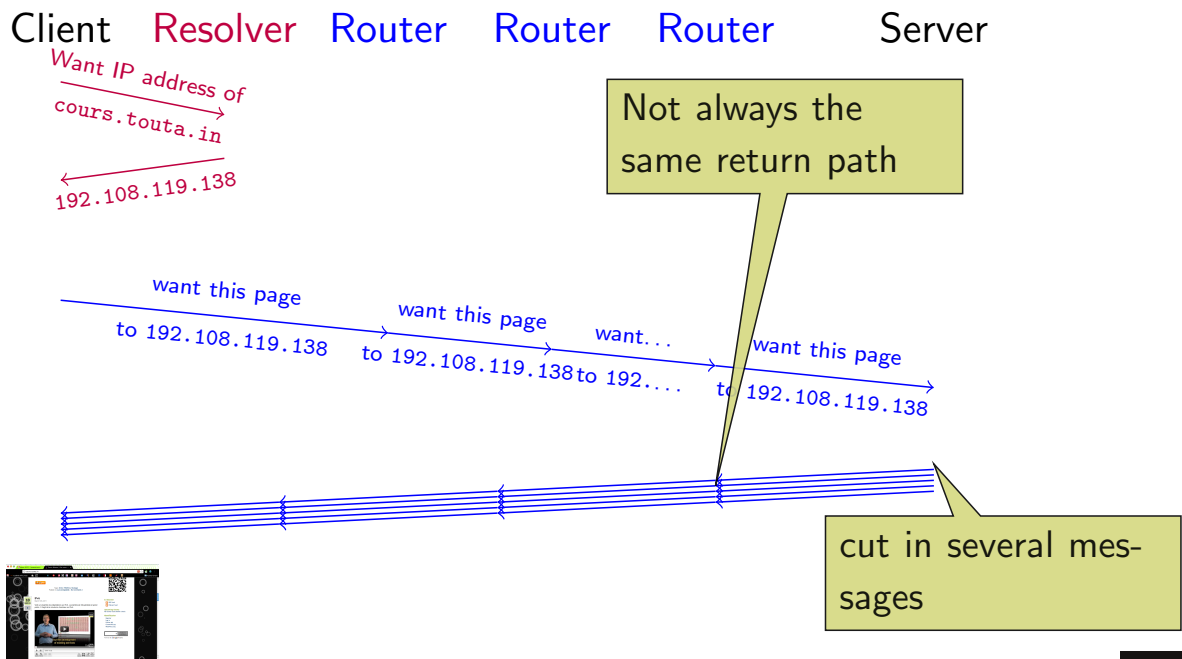 Client Resolver Router Router Router Server
Want IP address of
cours.touta.in
192.108.119.138
Not always the
same return path
want this page
to 192.108.119.138
want this page
to 192.108.119.138
want...
to 192....
want this page
to 192.108.119.138
cut in several mes-
sages